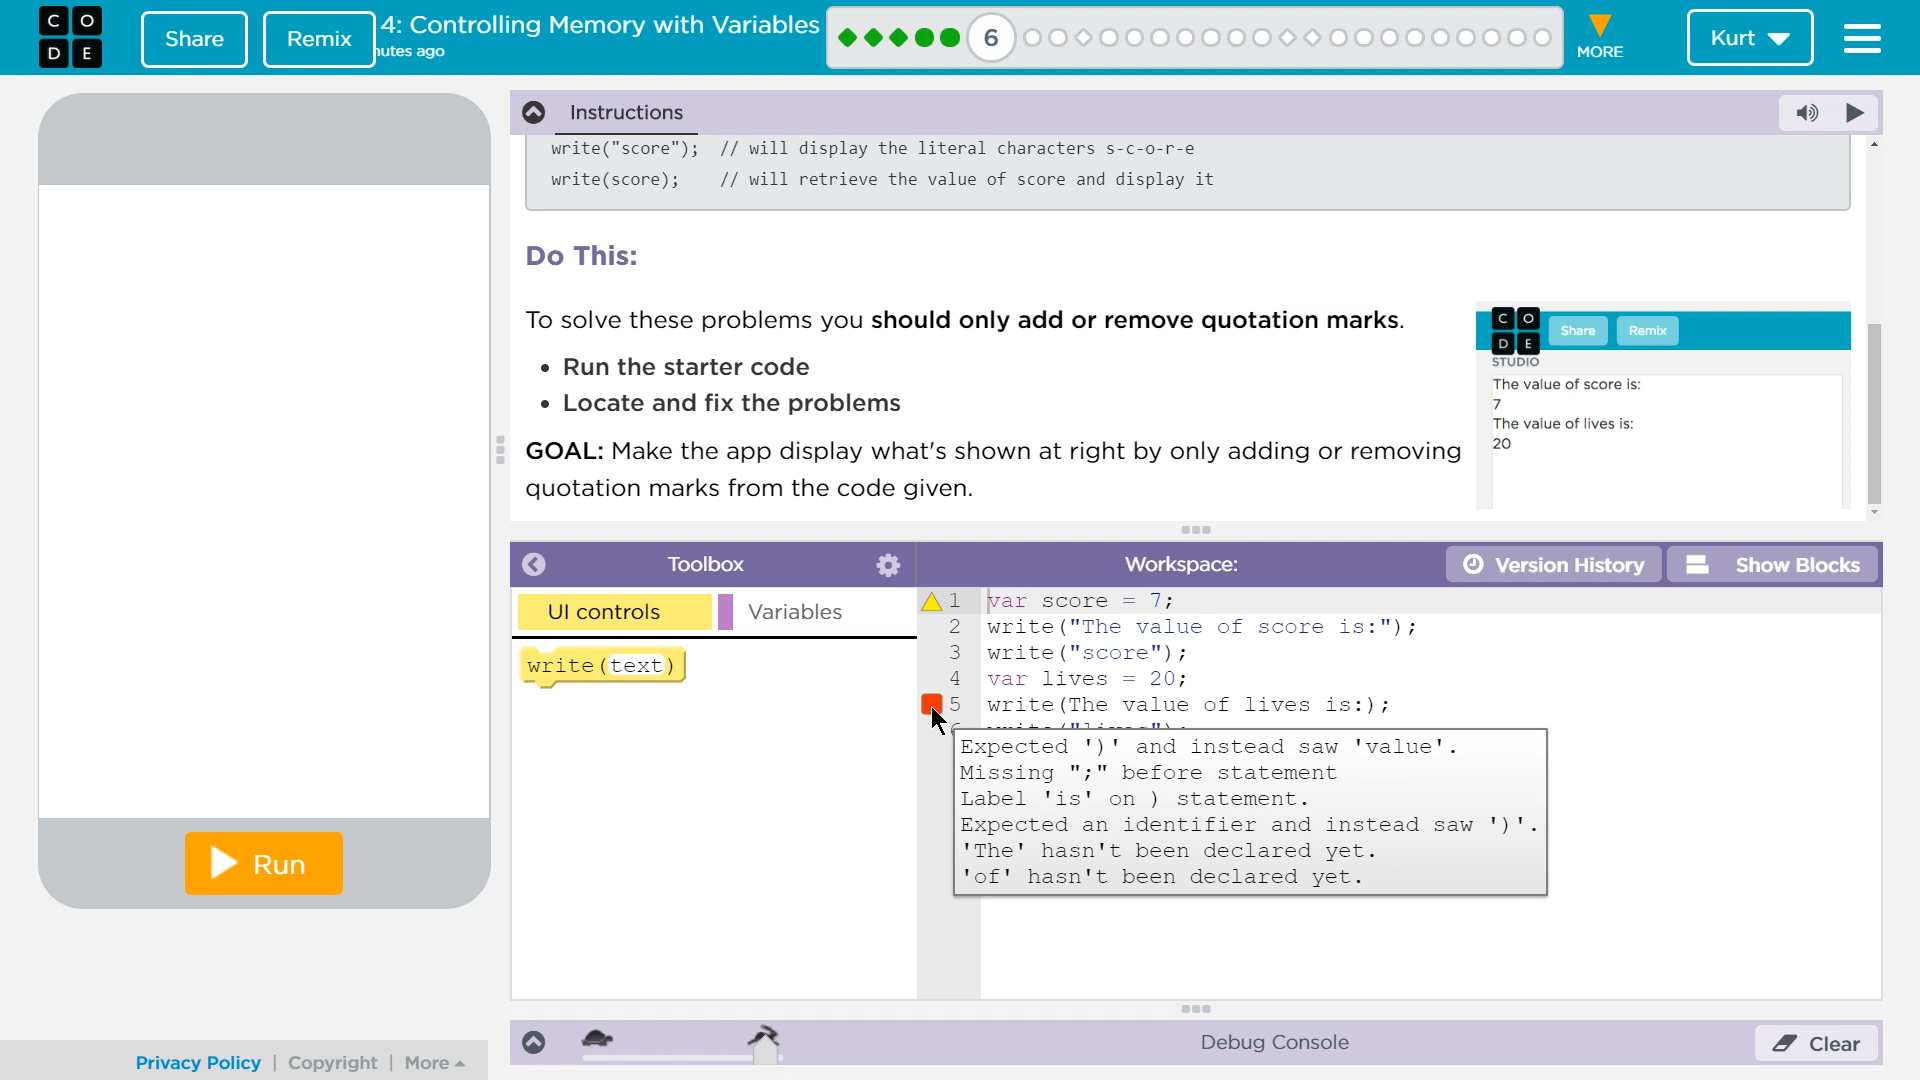 C O D E
Share
Remix
4: Controlling Memory with Variables
nutes ago
6
MORE
Kurt
Instructions
write("score");  // will display the literal characters s-c-o-r-e
write(score);    // will retrieve the value of score and display it
Do This:
To solve these problems you should only add or remove quotation marks.
• Run the starter code
• Locate and fix the problems
GOAL: Make the app display what's shown at right by only adding or removing
quotation marks from the code given.
C O D E
STUDIO
Share
Remix
The value of score is:
7
The value of lives is:
20
Toolbox
Workspace:
Version History
Show Blocks
UI controls
Variables
write(text)
1 var score = 7;
2 write("The value of score is:");
3 write("score");
4 var lives = 20;
5 write(The value of lives is:);
6 write("lives");
Expected ')' and instead saw 'value'.
Missing ";" before statement
Label 'is' on ) statement.
Expected an identifier and instead saw ')'.
'The' hasn't been declared yet.
'of' hasn't been declared yet.
Run
Debug Console
Clear
Privacy Policy | Copyright | More